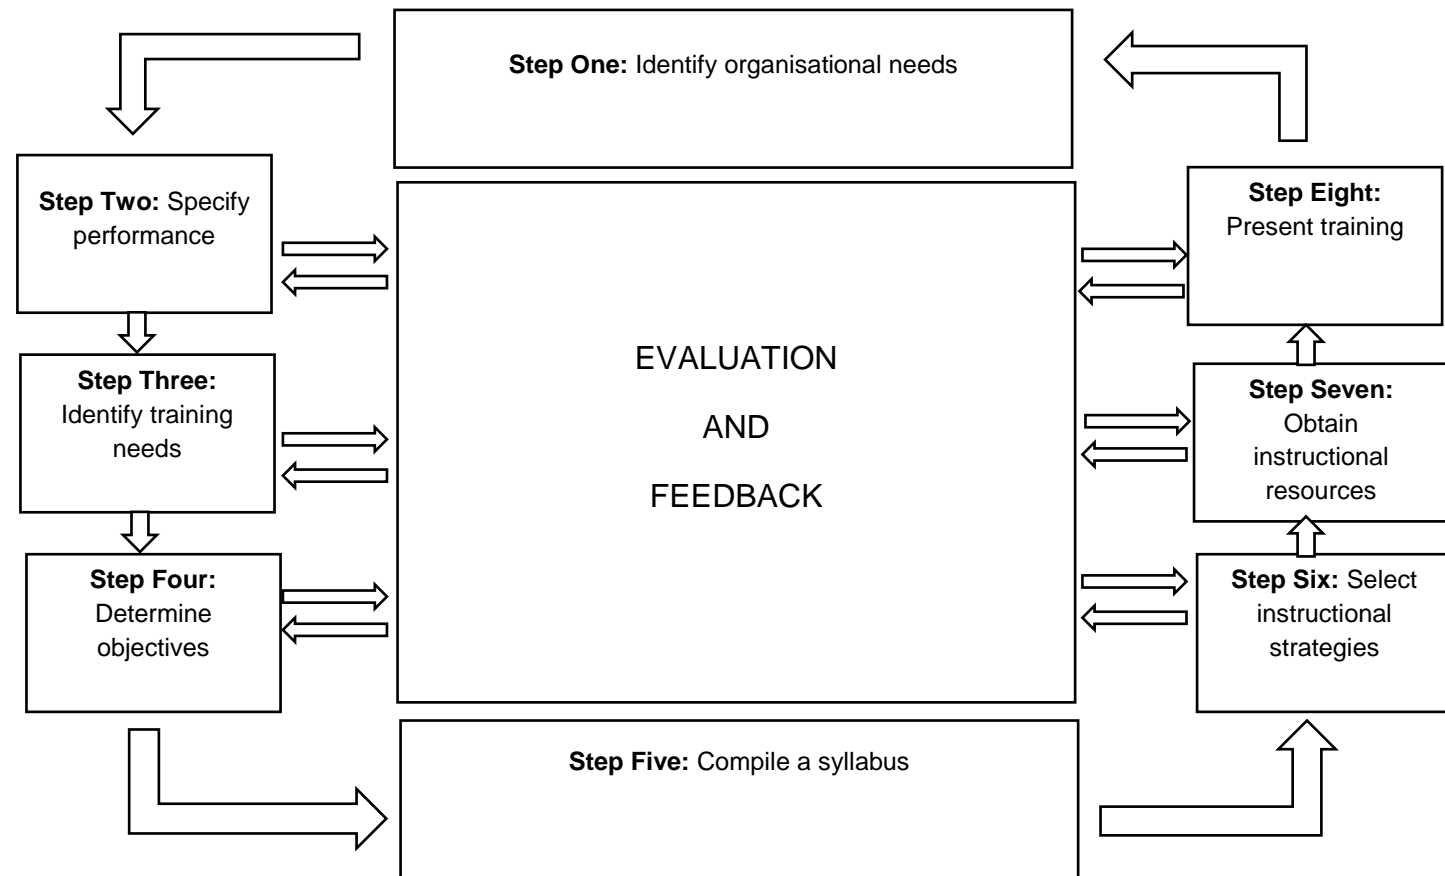 Step One: Identify organisational needs
Step Two: Specify
performance
Step Three:
Identify training
needs
Step Four:
Determine
objectives
EVALUATION
AND
FEEDBACK
Step Five: Compile a syllabus
Step Six: Select
instructional
strategies
Step Seven:
Obtain
instructional
resources
Step Eight:
Present training